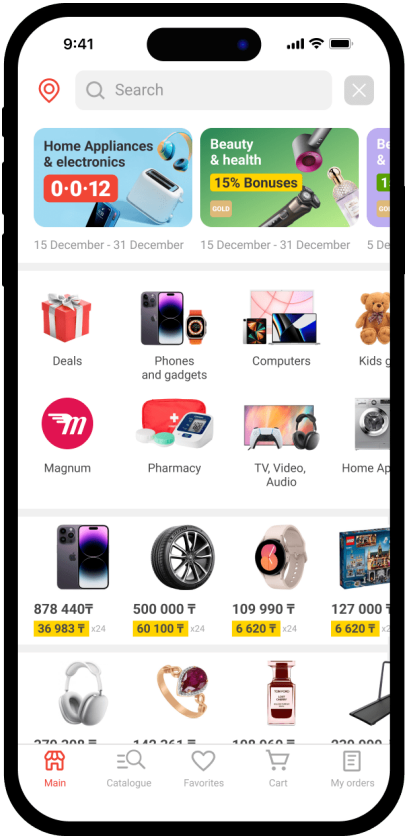 9:41
Search
Home Appliances
& electronics
0·0·12
Beauty
& health
15% Bonuses
GOLD
15 December - 31 December
15 December - 31 December
Deals
Phones
and gadgets
Computers
Kids g
m
Magnum
Pharmacy
TV, Video,
Audio
Home Ap
878 440₸
500 000 ₸
109 990 ₸
127 000 ₸
36 983 ₸ x24
60 100 ₸ x24
6 620 ₸ x24
6 620 ₸
Main
Catalogue
Favorites
Cart
My orders